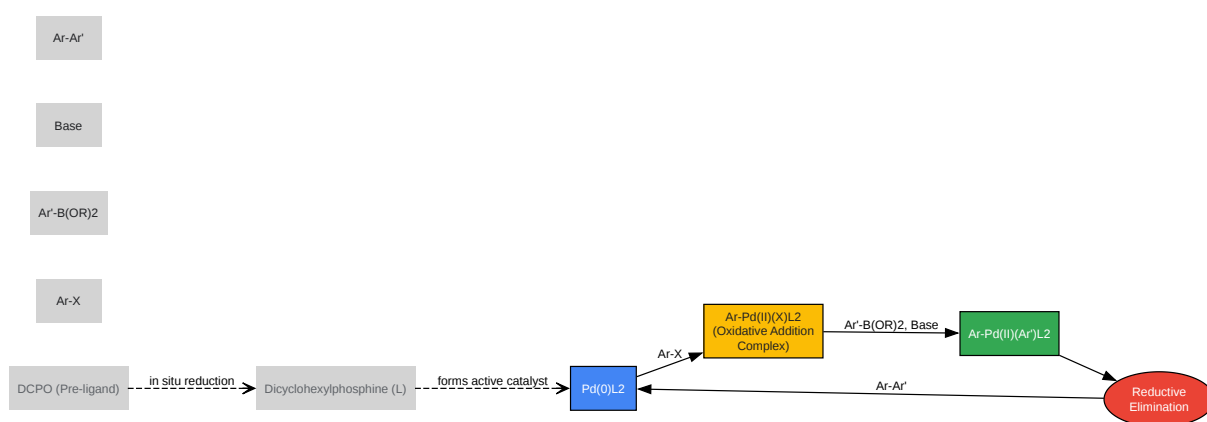 Ar-Ar'
Base
Ar'-B(OR)2
Ar-X
DCPO (Pre-ligand)
in situ reduction
Dicyclohexylphosphine (L)
forms active catalyst
Pd(0)L2
Ar-X
Ar-Pd(II)(X)L2
(Oxidative Addition
Complex)
Ar'-B(OR)2, Base
Ar-Pd(II)(Ar')L2
Ar-Ar'
Reductive
Elimination